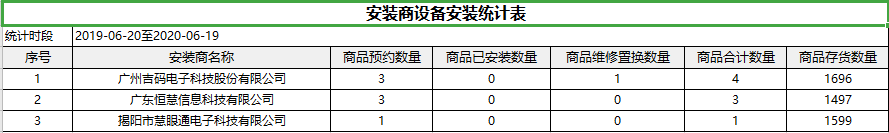 安装商设备安装统计表
统计时段 2019-06-20至2020-06-19
序号 安装商名称 商品预约数量 商品已安装数量 商品维修置换数量 商品合计数量 商品存货数量
1 广州吉码电子科技股份有限公司 3 0 1 4 1696
2 广东恒慧信息科技有限公司 3 0 0 3 1497
3 揭阳市慧眼通电子科技有限公司 1 0 0 1 1599